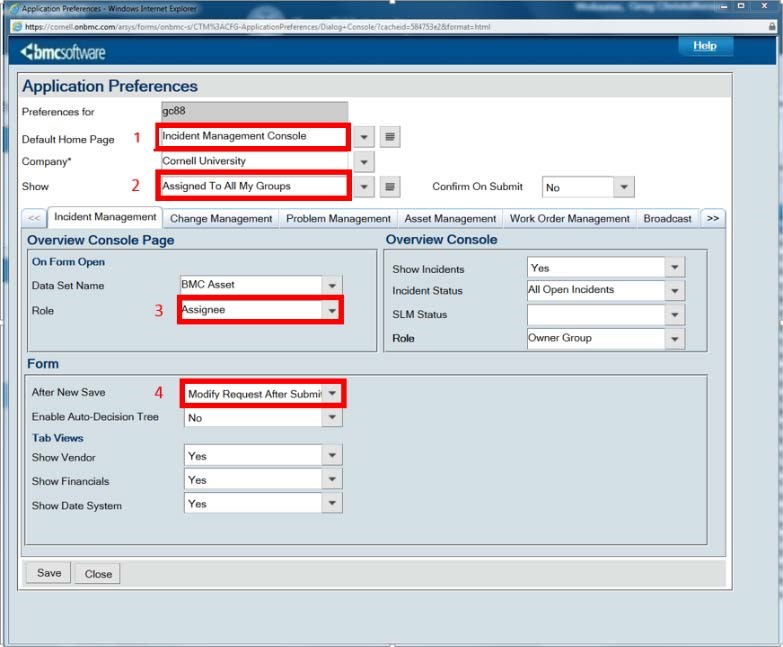 Application Preferences - Windows Internet Explorer
https://cornell.onbmc.com/arsys/forms/onbmc-s/CTM%3ACFG-ApplicationPreferences/Dialog+Console/?cacheid=584753e2&format=html
bmcsoftware Help
Application Preferences
Preferences for gc88
Default Home Page 1 Incident Management Console
Company* Cornell University
Show 2 Assigned To All My Groups Confirm On Submit No
<< Incident Management Change Management Problem Management Asset Management Work Order Management Broadcast >>
Overview Console Page
On Form Open
Data Set Name BMC Asset
Role 3 Assignee
Overview Console
Show Incidents Yes
Incident Status All Open Incidents
SLM Status
Role Owner Group
Form
After New Save 4 Modify Request After Submi
Enable Auto-Decision Tree No
Tab Views
Show Vendor Yes
Show Financials Yes
Show Date System Yes
Save Close